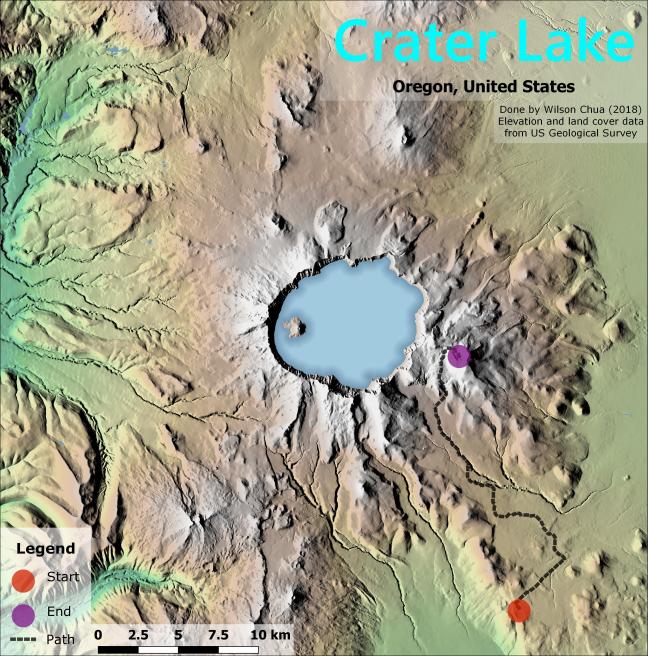 Crater Lake
Oregon, United States
Done by Wilson Chua (2018)
Elevation and land cover data
from US Geological Survey
Legend
Start
End
Path
0 2.5 5 7.5 10 km